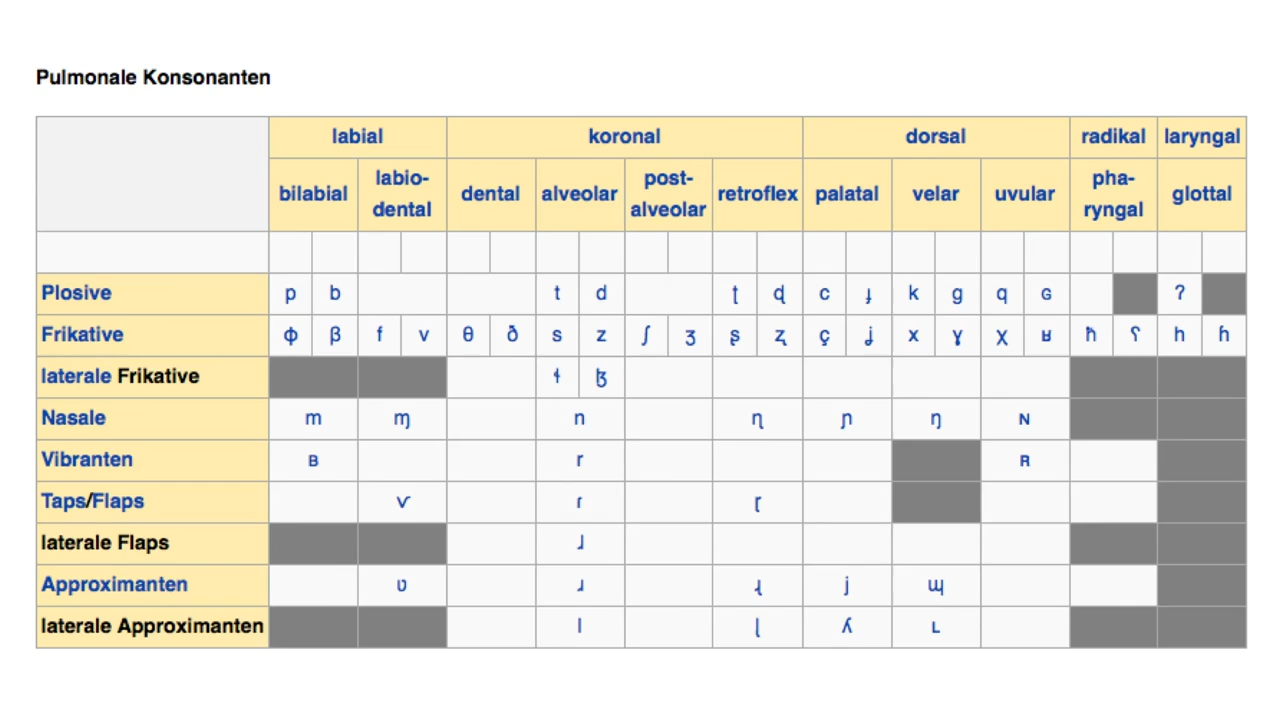 Pulmonale Konsonanten
labial koronal dorsal radikal laryngal
bilabial labio-dental dental alveolar post-alveolar retroflex palatal velar uvular pha-ryngal glottal
Plosive p b t d ʈ ɖ c ɟ k g q ɢ ʔ
Frikative ɸ β f v θ ð s z ʃ ʒ ʂ ʐ ç ʝ x ɣ χ ʁ ħ ʕ h ɦ
laterale Frikative ɬ ɮ
Nasale m ɱ n ɳ ɲ ŋ ɴ
Vibranten ʙ r ʀ
Taps/Flaps ⱱ ɾ ɽ
laterale Flaps ɺ
Approximanten ʋ ɹ ɻ j ɰ
laterale Approximanten l ɭ ʎ ʟ